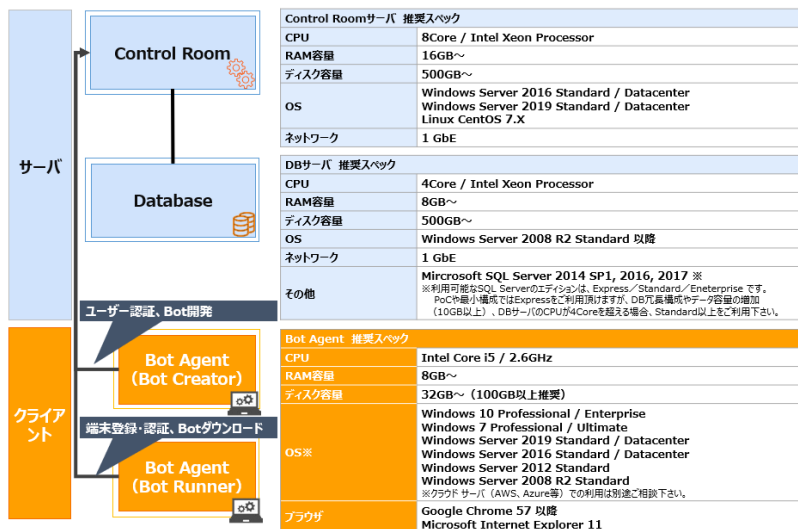 サーバ
Control Room
Database
ユーザー認証、Bot開発
クライア
ント
Bot Agent
（Bot Creator）
端末登録・認証、Botダウンロード
Bot Agent
（Bot Runner）
Control Roomサーバ 推奨スペック
CPU 8Core / Intel Xeon Processor
RAM容量 16GB～
ディスク容量 500GB～
OS Windows Server 2016 Standard / Datacenter
Windows Server 2019 Standard / Datacenter
Linux CentOS 7.X
ネットワーク 1 GbE
DBサーバ 推奨スペック
CPU 4Core / Intel Xeon Processor
RAM容量 8GB～
ディスク容量 500GB～
OS Windows Server 2008 R2 Standard 以降
ネットワーク 1 GbE
その他 Mircrosoft SQL Server 2014 SP1, 2016, 2017 ※
※利用可能なSQL Serverのエディションは、Express／Standard／Eneterprise です。
PoCや最小構成ではExpressをご利用頂けますが、DB冗長構成やデータ容量の増加
（10GB以上）、DBサーバのCPUが4Coreを超える場合、Standard以上をご利用下さい。
Bot Agent 推奨スペック
CPU Intel Core i5 / 2.6GHz
RAM容量 8GB～
ディスク容量 32GB～（100GB以上推奨）
OS※ Windows 10 Professional / Enterprise
Windows 7 Professional / Ultimate
Windows Server 2019 Standard / Datacenter
Windows Server 2016 Standard / Datacenter
Windows Server 2012 Standard
Windows Server 2008 R2 Standard
※クラウド サーバ（AWS、Azure等）での利用は別途ご相談下さい。
ブラウザ Google Chrome 57 以降
Microsoft Internet Explorer 11